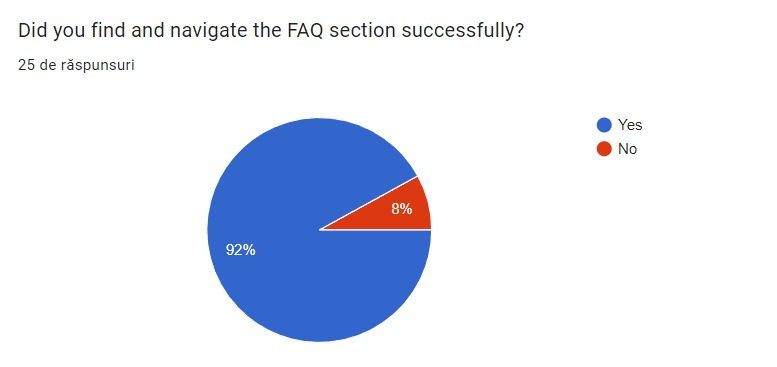 Did you find and navigate the FAQ section successfully?
25 de răspunsuri
Yes
No
8%
92%